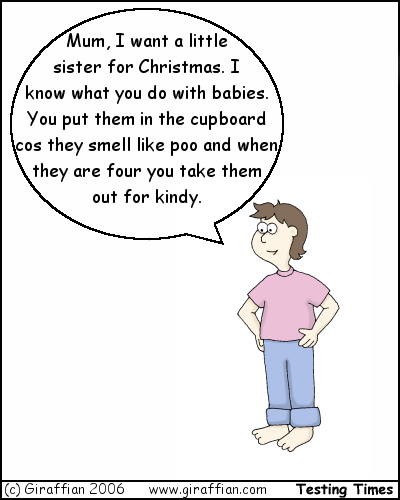 Mum, I want a little
sister for Christmas. I
know what you do with babies.
You put them in the cupboard
cos they smell like poo and when
they are four you take them
out for kindy.
(c) Giraffian 2006 www.giraffian.com Testing Times